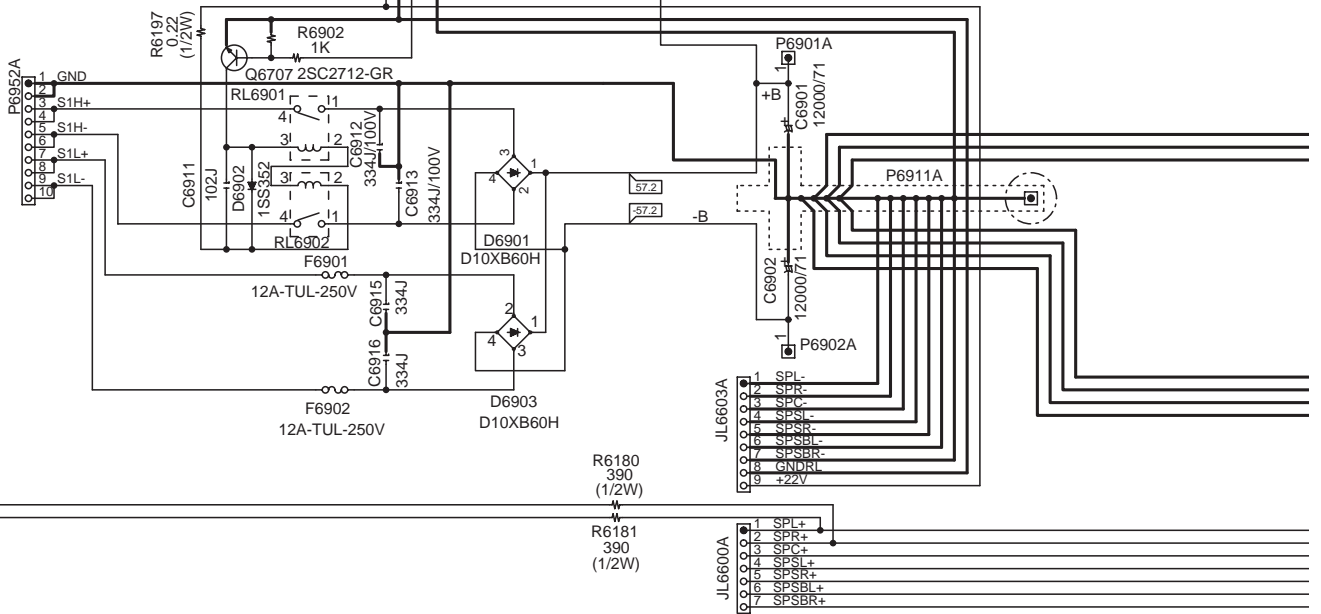 R6197
0.22
(1/2W)
R6902
1K
Q6707 2SC2712-GR
P6952A
1 GND
2
3 S1H+
4
5 S1H-
6
7 S1L+
8
9 S1L-
10
RL6901
4
1
3
2
3
2
4
1
RL6902
C6911
102J
D6902
1SS352
C6912
334J/100V
C6913
334J/100V
3
4
1
2
D6901
D10XB60H
57.2
-57.2
+B
-B
P6901A
1
C6901
12000/71
+
P6911A
C6902
12000/71
+
1
P6902A
F6901
12A-TUL-250V
C6915
334J
C6916
334J
F6902
12A-TUL-250V
2
4
1
3
D6903
D10XB60H
JL6603A
1 SPL-
2 SPR-
3 SPC-
4 SPSL-
5 SPSR-
6 SPSBL-
7 SPSBR-
8 GNDRL
9 +22V
R6180
390
(1/2W)
R6181
390
(1/2W)
JL6600A
1 SPL+
2 SPR+
3 SPC+
4 SPSL+
5 SPSR+
6 SPSBL+
7 SPSBR+